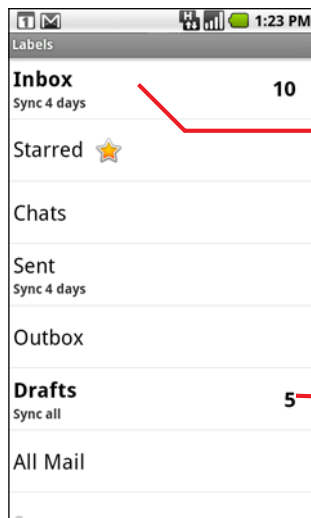 1 1:23 PM
Labels
Inbox 10
Sync 4 days
Starred
Chats
Sent
Sync 4 days
Outbox
Drafts 5
Sync all
All Mail